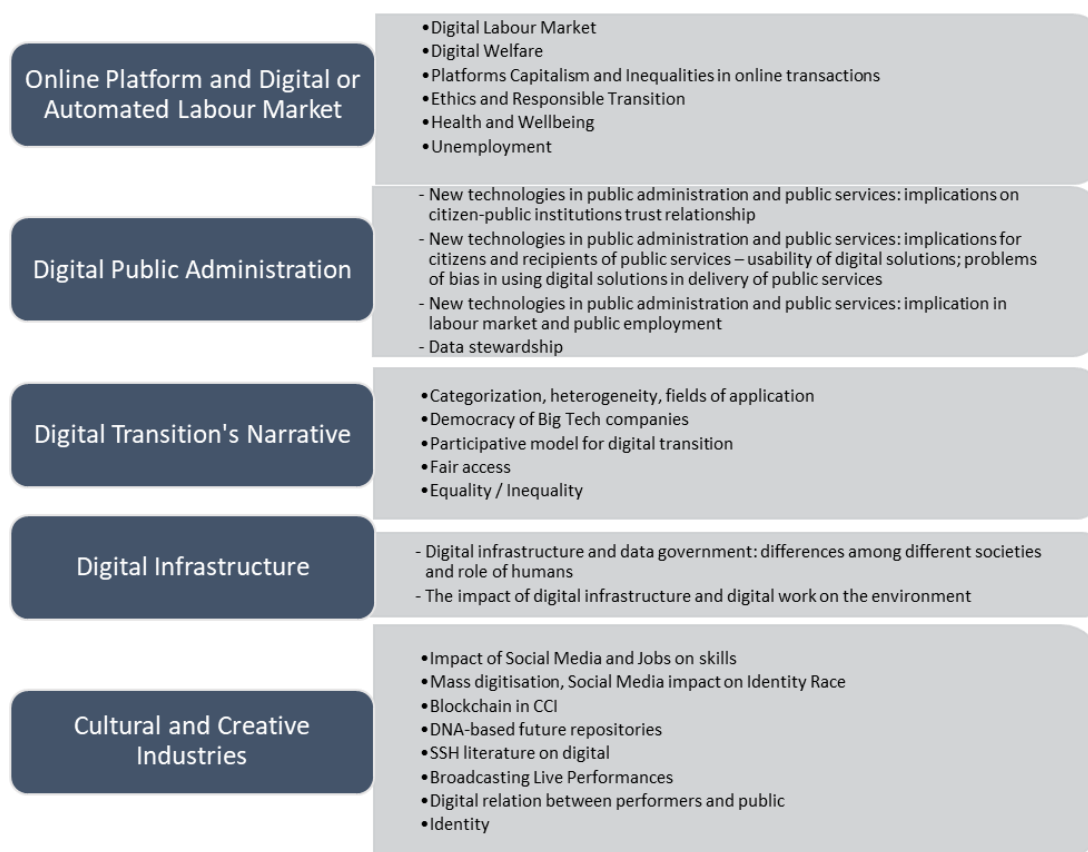 Online Platform and Digital or
Automated Labour Market
•Digital Labour Market
•Digital Welfare
•Platforms Capitalism and Inequalities in online transactions
•Ethics and Responsible Transition
•Health and Wellbeing
•Unemployment
Digital Public Administration
- New technologies in public administration and public services: implications on
citizen-public institutions trust relationship
- New technologies in public administration and public services: implications for
citizens and recipients of public services – usability of digital solutions; problems
of bias in using digital solutions in delivery of public services
- New technologies in public administration and public services: implication in
labour market and public employment
- Data stewardship
Digital Transition's Narrative
•Categorization, heterogeneity, fields of application
•Democracy of Big Tech companies
•Participative model for digital transition
•Fair access
•Equality / Inequality
Digital Infrastructure
- Digital infrastructure and data government: differences among different societies
and role of humans
- The impact of digital infrastructure and digital work on the environment
Cultural and Creative
Industries
•Impact of Social Media and Jobs on skills
•Mass digitisation, Social Media impact on Identity Race
•Blockchain in CCI
•DNA-based future repositories
•SSH literature on digital
•Broadcasting Live Performances
•Digital relation between performers and public
•Identity